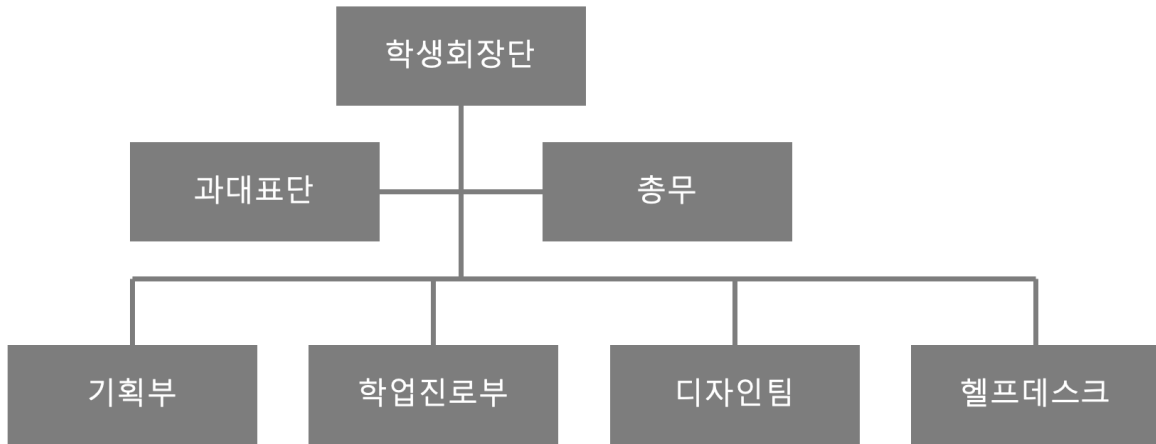 학생회장단
과대표단
총무
기획부
학업진로부
디자인팀
헬프데스크